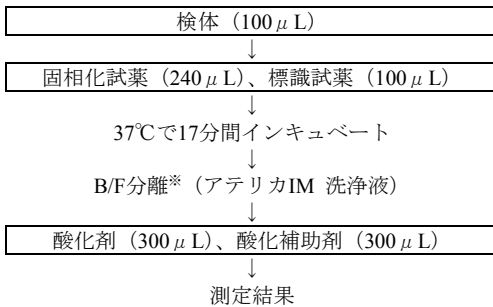 検体（100μL）
↓
固相化試薬（240μL）、標識試薬（100μL）
↓
37℃で17分間インキュベート
↓
B/F分離※（アテリカIM 洗浄液）
↓
酸化剤（300μL）、酸化補助剤（300μL）
↓
測定結果